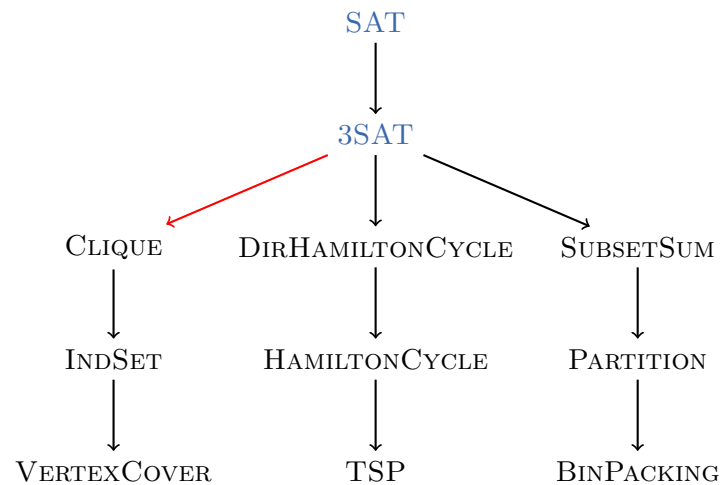 SAT
3SAT
CLIQUE DIRHAMILTONCYCLE SUBSETSUM
INDSET HAMILTONCYCLE PARTITION
VERTEXCOVER TSP BINPACKING